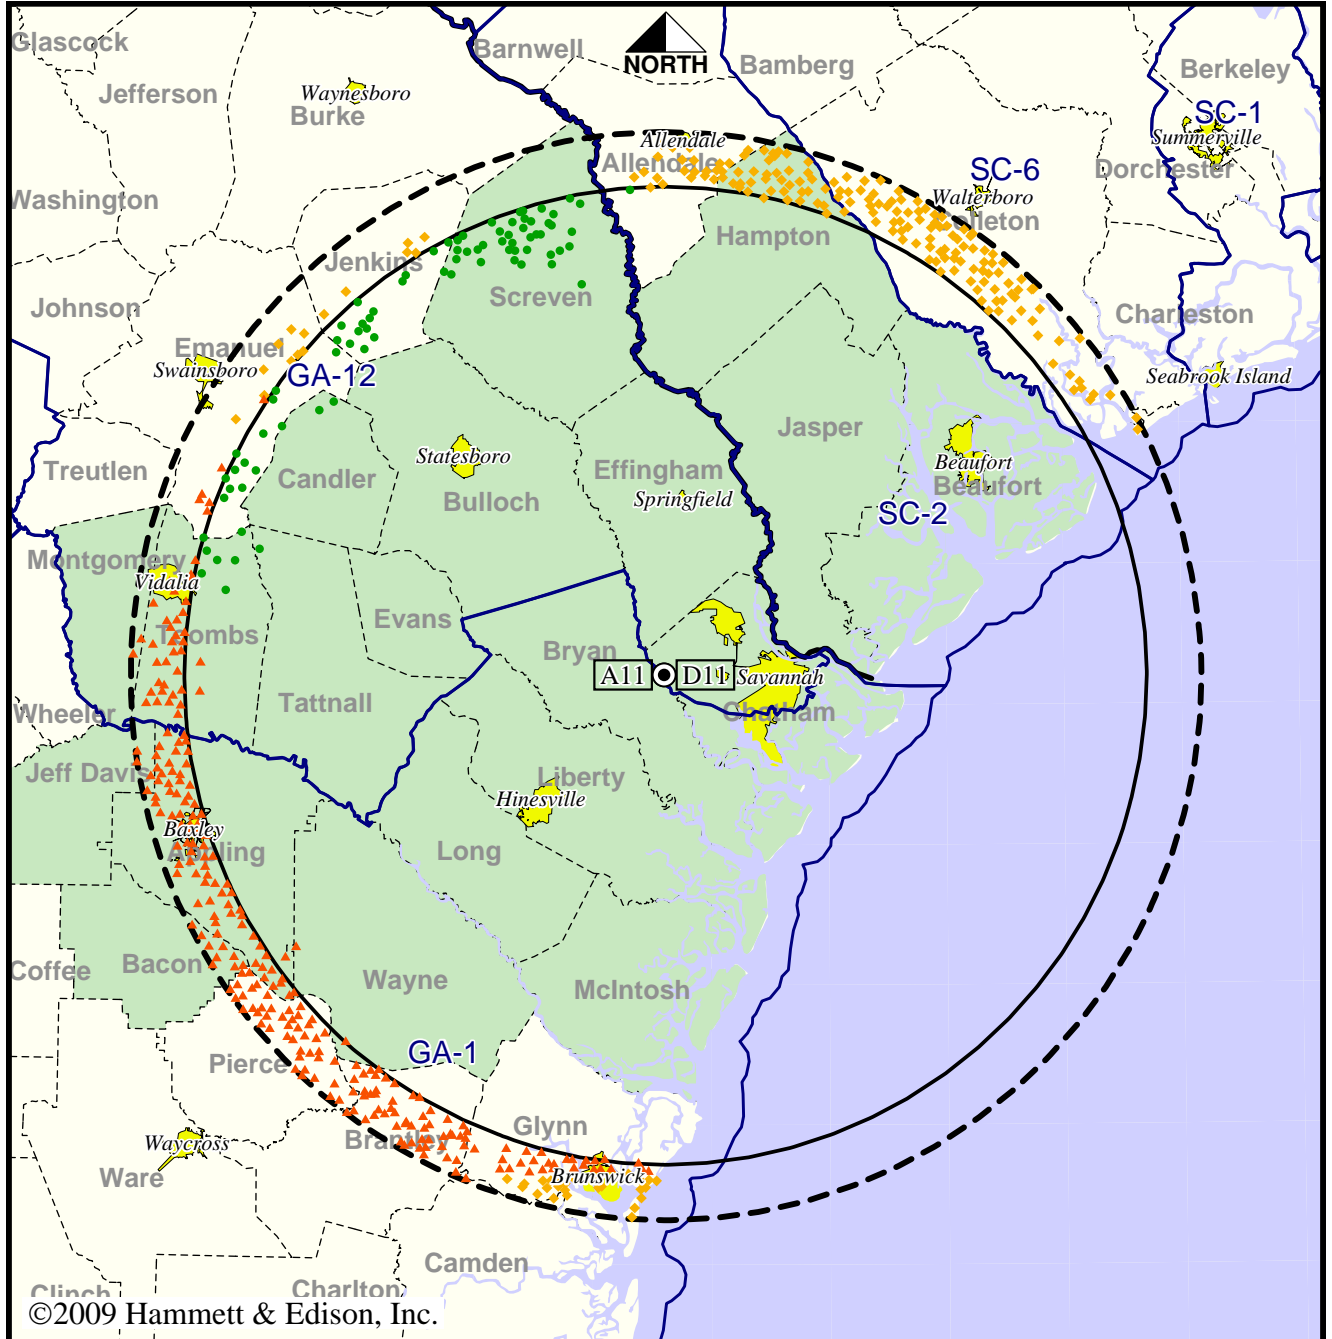 Glascock
Barnwell
NORTH
Bamberg
Berkeley
Jefferson
Waynesboro
Burke
SC-1
Summerville
Allendale
Allendale
SC-6
Dorchester
Washington
Walterboro
Colleton
Hampton
Jenkins
Screven
Johnson
Charleston
Emanuel
Swainsboro
GA-12
Seabrook Island
Jasper
Treutlen
Candler
Statesboro
Effingham
Beaufort
Beaufort
Bulloch
Springfield
SC-2
Montgomery
Vidalia
Toombs
Evans
Bryan
A11
D11
Savannah
Tattnall
Chatham
Wheeler
Jeff Davis
Liberty
Hinesville
Baxley
Appling
Long
Coffee
Bacon
Wayne
McIntosh
GA-1
Pierce
Glynn
Waycross
Brantley
Ware
Brunswick
Camden
Clinch
Charlton
©2009 Hammett & Edison, Inc.